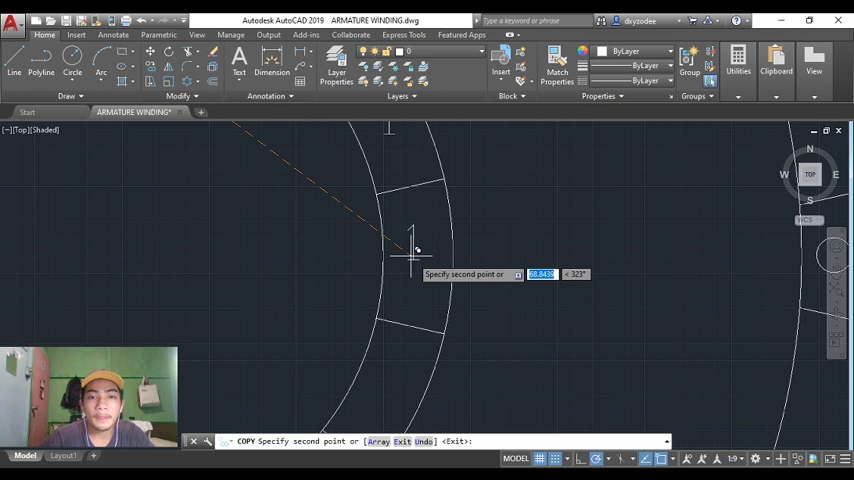 Autodesk AutoCAD 2019 ARMATURE WINDING.dwg
Type a keyword or phrase
dxyzodee
Home Insert Annotate Parametric View Manage Output Add-ins Collaborate Express Tools Featured Apps
Line Polyline Circle Arc Text Dimension Layer Properties 0 Insert Match Properties ByLayer Group Utilities Clipboard View
ByLayer
ByLayer
Draw Modify Annotation Layers Block Properties Groups
Start ARMATURE WINDING*
[−][Top][Shaded]
N
W TOP E
S
WCS
1
Specify second point or 68.8439 < 323°
COPY Specify second point or [Array Exit Undo] <Exit>:
Model Layout1 MODEL 1:9